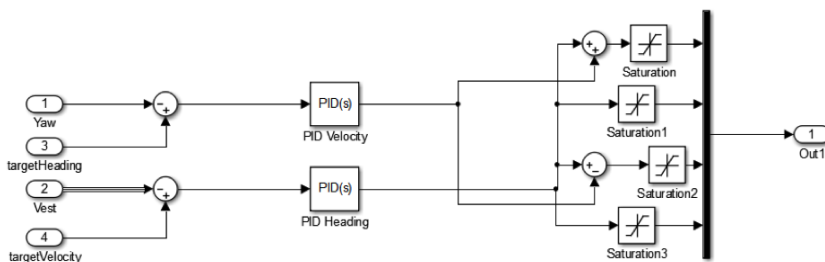 1
Yaw
3
targetHeading
2
Vest
4
targetVelocity
- +
- +
PID(s)
PID Velocity
PID(s)
PID Heading
+ +
Saturation
Saturation1
+ -
Saturation2
Saturation3
1
Out1